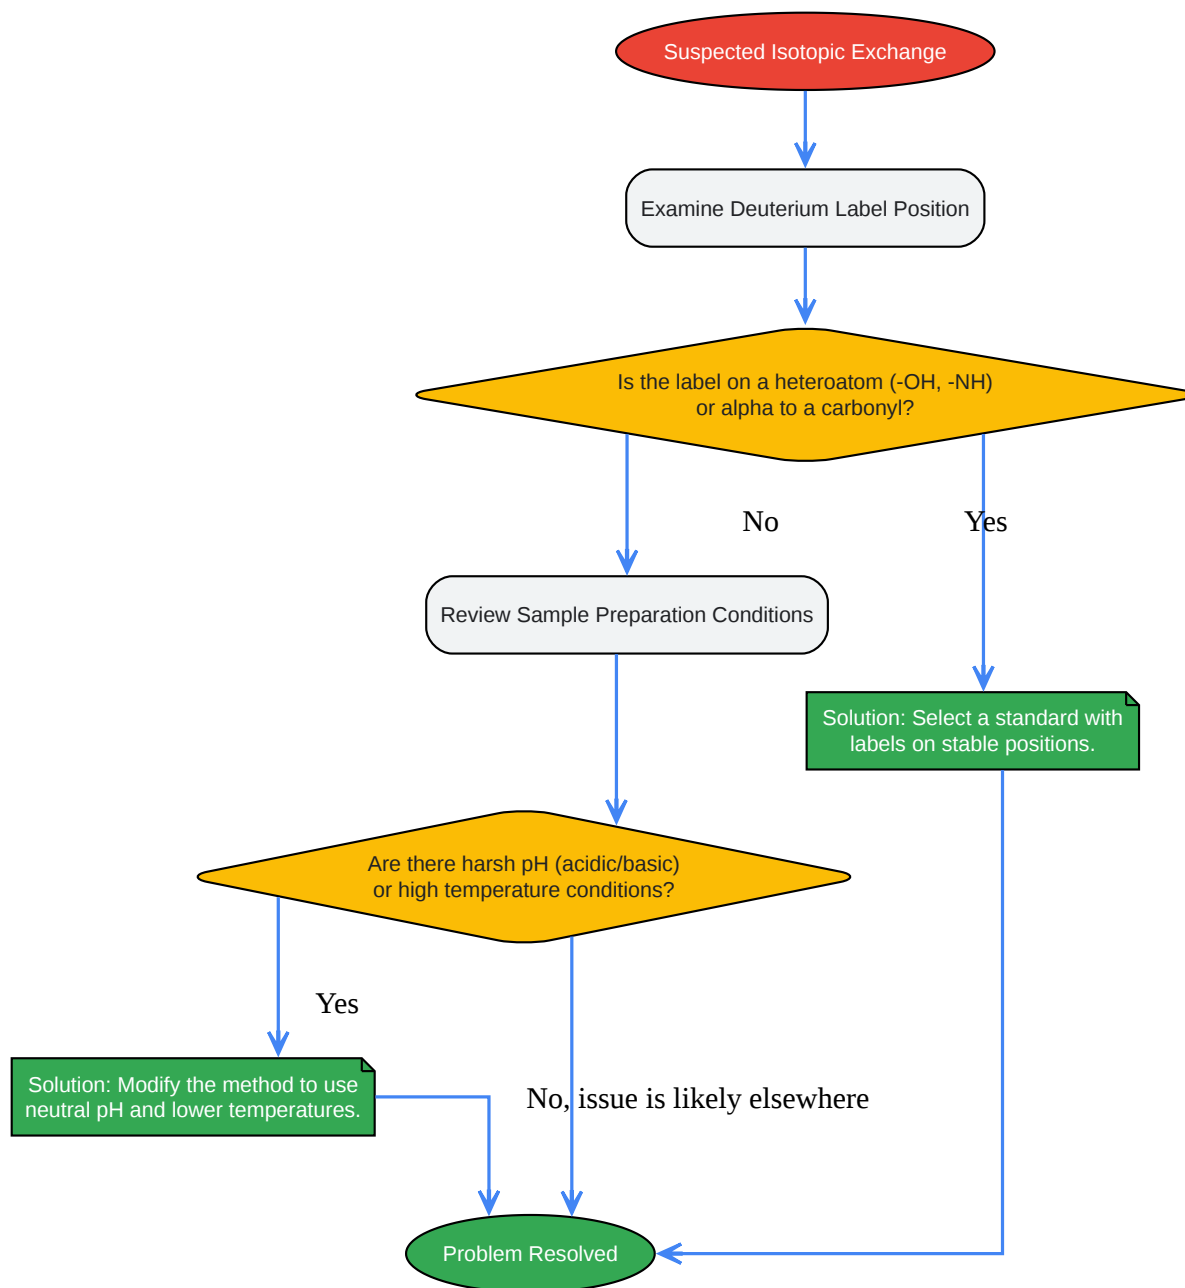 Suspected Isotopic Exchange
Examine Deuterium Label Position
Is the label on a heteroatom (-OH, -NH)
or alpha to a carbonyl?
No
Yes
Review Sample Preparation Conditions
Solution: Select a standard with
labels on stable positions.
Are there harsh pH (acidic/basic)
or high temperature conditions?
Yes
Solution: Modify the method to use
neutral pH and lower temperatures.
No, issue is likely elsewhere
Problem Resolved